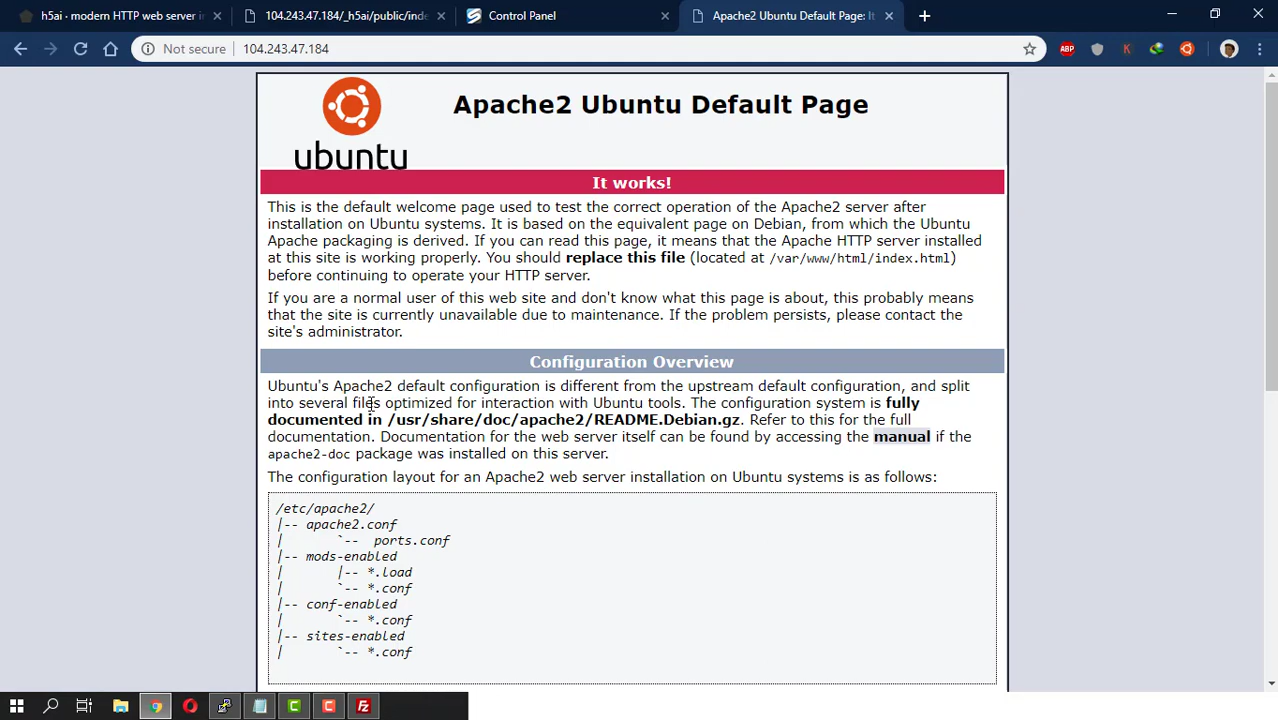 h5ai - modern HTTP web server in
104.243.47.184/_h5ai/public/inde
Control Panel
Apache2 Ubuntu Default Page: It
Not secure
104.243.47.184
ABP
K
ubuntu
Apache2 Ubuntu Default Page
It works!
This is the default welcome page used to test the correct operation of the Apache2 server after
installation on Ubuntu systems. It is based on the equivalent page on Debian, from which the Ubuntu
Apache packaging is derived. If you can read this page, it means that the Apache HTTP server installed
at this site is working properly. You should replace this file (located at /var/www/html/index.html)
before continuing to operate your HTTP server.
If you are a normal user of this web site and don't know what this page is about, this probably means
that the site is currently unavailable due to maintenance. If the problem persists, please contact the
site's administrator.
Configuration Overview
Ubuntu's Apache2 default configuration is different from the upstream default configuration, and split
into several files optimized for interaction with Ubuntu tools. The configuration system is fully
documented in /usr/share/doc/apache2/README.Debian.gz. Refer to this for the full
documentation. Documentation for the web server itself can be found by accessing the manual if the
apache2-doc package was installed on this server.
The configuration layout for an Apache2 web server installation on Ubuntu systems is as follows:
/etc/apache2/
|-- apache2.conf
|       `--  ports.conf
|-- mods-enabled
|       |-- *.load
|       `-- *.conf
|-- conf-enabled
|       `-- *.conf
|-- sites-enabled
|       `-- *.conf